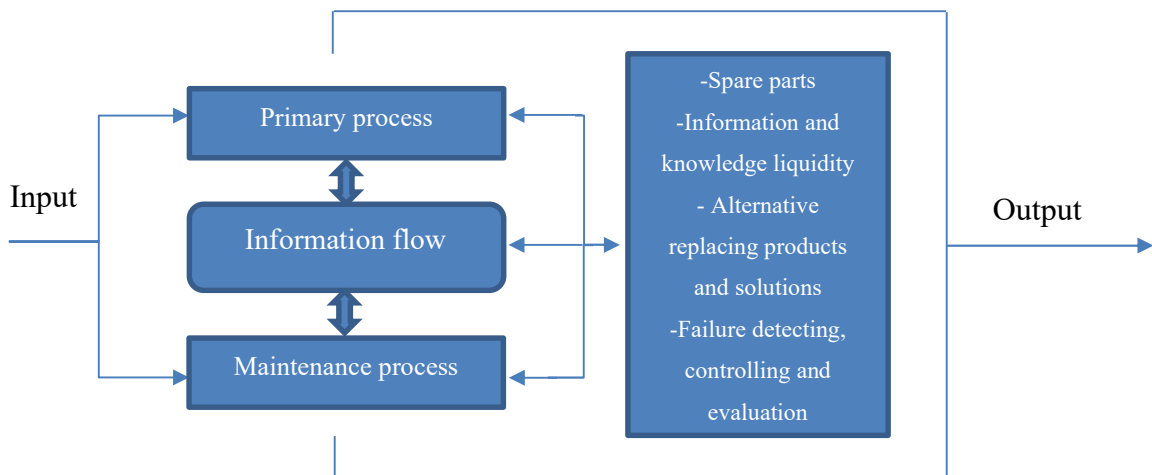 Input
Primary process
Information flow
Maintenance process
-Spare parts
-Information and
knowledge liquidity
- Alternative
replacing products
and solutions
-Failure detecting,
controlling and
evaluation
Output